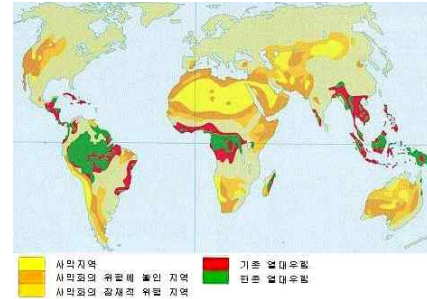 사막지역
사막화의 위험에 놓인 지역
사막화의 잠재적 위험 지역
기존 열대우림
현존 열대우림